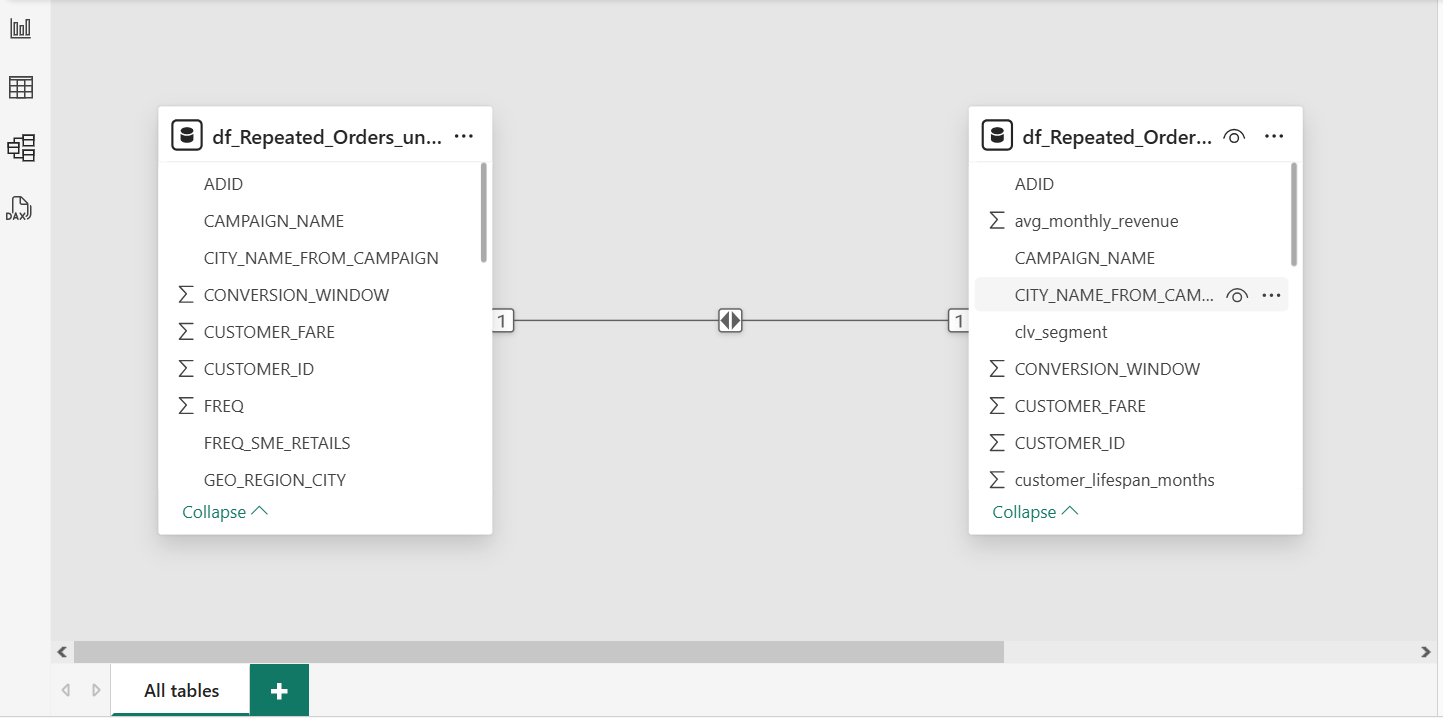 df_Repeated_Orders_un...
ADID
CAMPAIGN_NAME
CITY_NAME_FROM_CAMPAIGN
CONVERSION_WINDOW
CUSTOMER_FARE
CUSTOMER_ID
FREQ
FREQ_SME_RETAILS
GEO_REGION_CITY
Collapse
1
1
df_Repeated_Order...
ADID
avg_monthly_revenue
CAMPAIGN_NAME
CITY_NAME_FROM_CAM...
clv_segment
CONVERSION_WINDOW
CUSTOMER_FARE
CUSTOMER_ID
customer_lifespan_months
Collapse
DAX
All tables